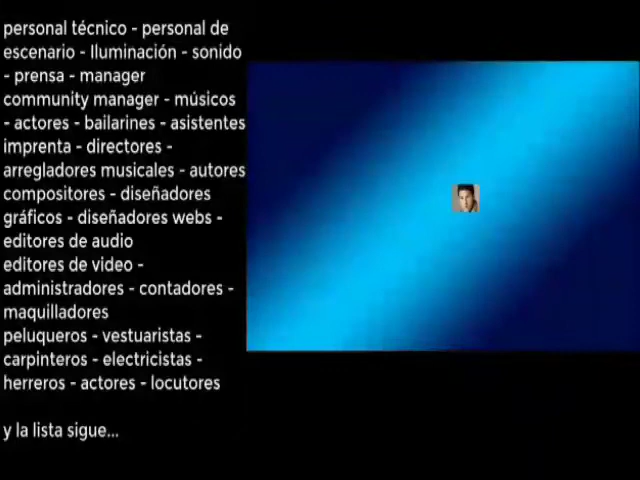 personal técnico - personal de
escenario - Iluminación - sonido
- prensa - manager
community manager - músicos
- actores - bailarines - asistentes
imprenta - directores -
arregladores musicales - autores
compositores - diseñadores
gráficos - diseñadores webs -
editores de audio
editores de video -
administradores - contadores -
maquilladores
peluqueros - vestuaristas -
carpinteros - electricistas -
herreros - actores - locutores
y la lista sigue...